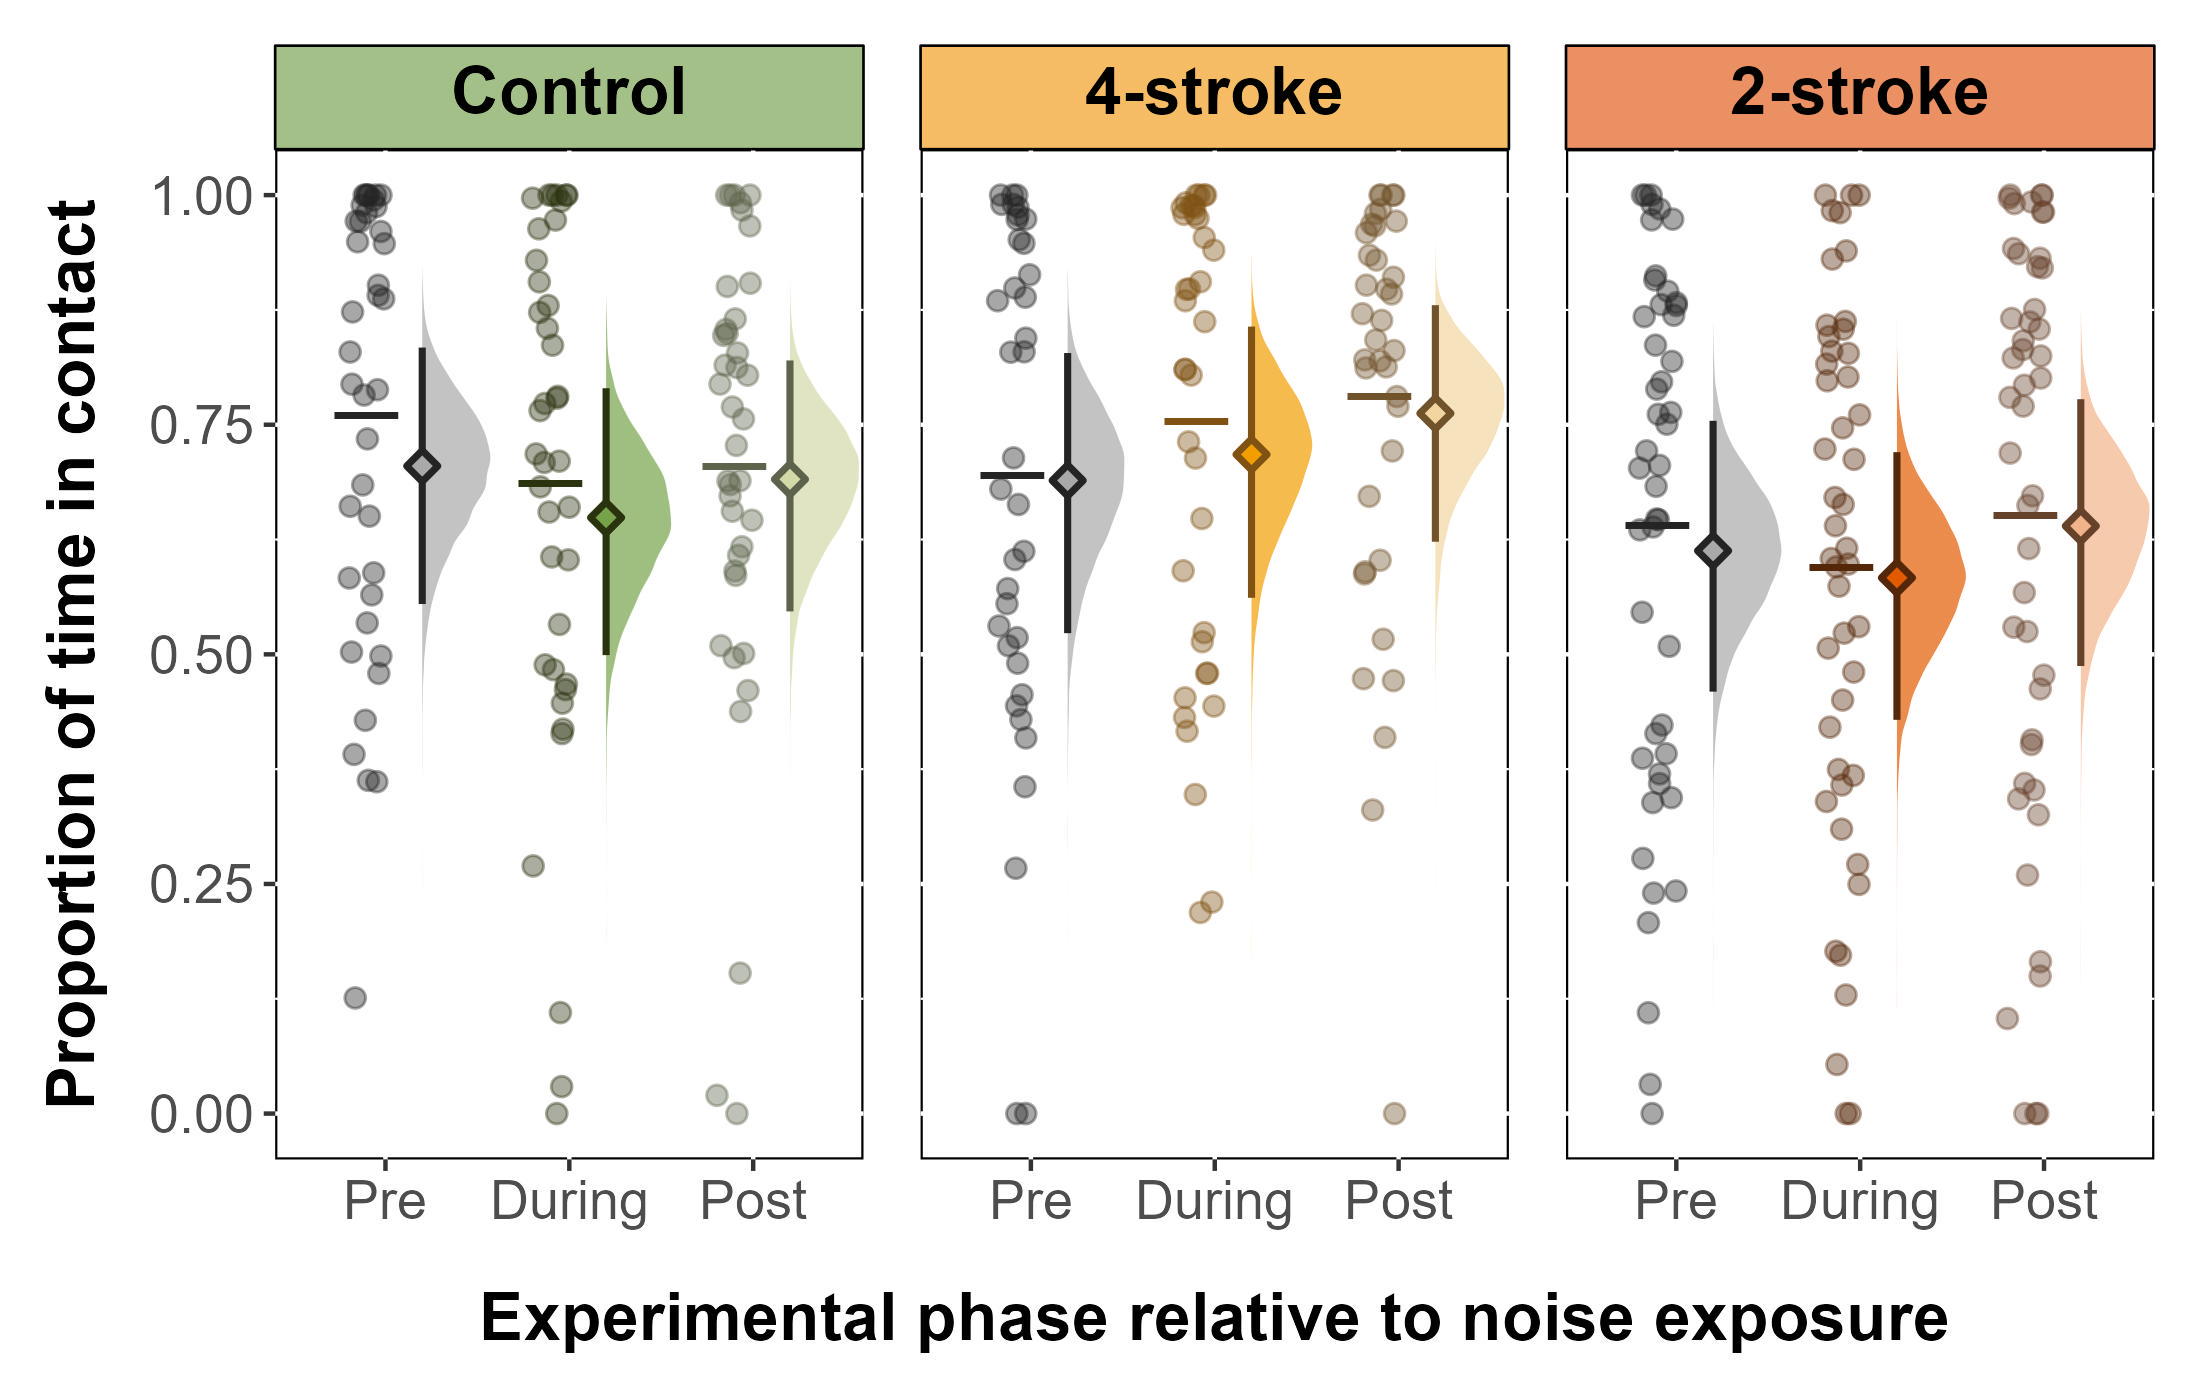 Control
4-stroke
2-stroke
Proportion of time in contact
1.00
0.75
0.50
0.25
0.00
Pre During Post
Pre During Post
Pre During Post
Experimental phase relative to noise exposure